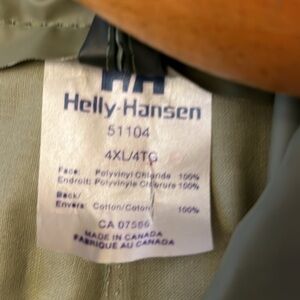 HH
Helly-Hansen
51104
4XL/4TG
Face: Polyvinyl Chloride 100%
Endroit: Polyvinyle Chlorure 100%
Back/
Envers: Cotton/Coton 100%
CA 07586
MADE IN CANADA
FABRIQUE AU CANADA